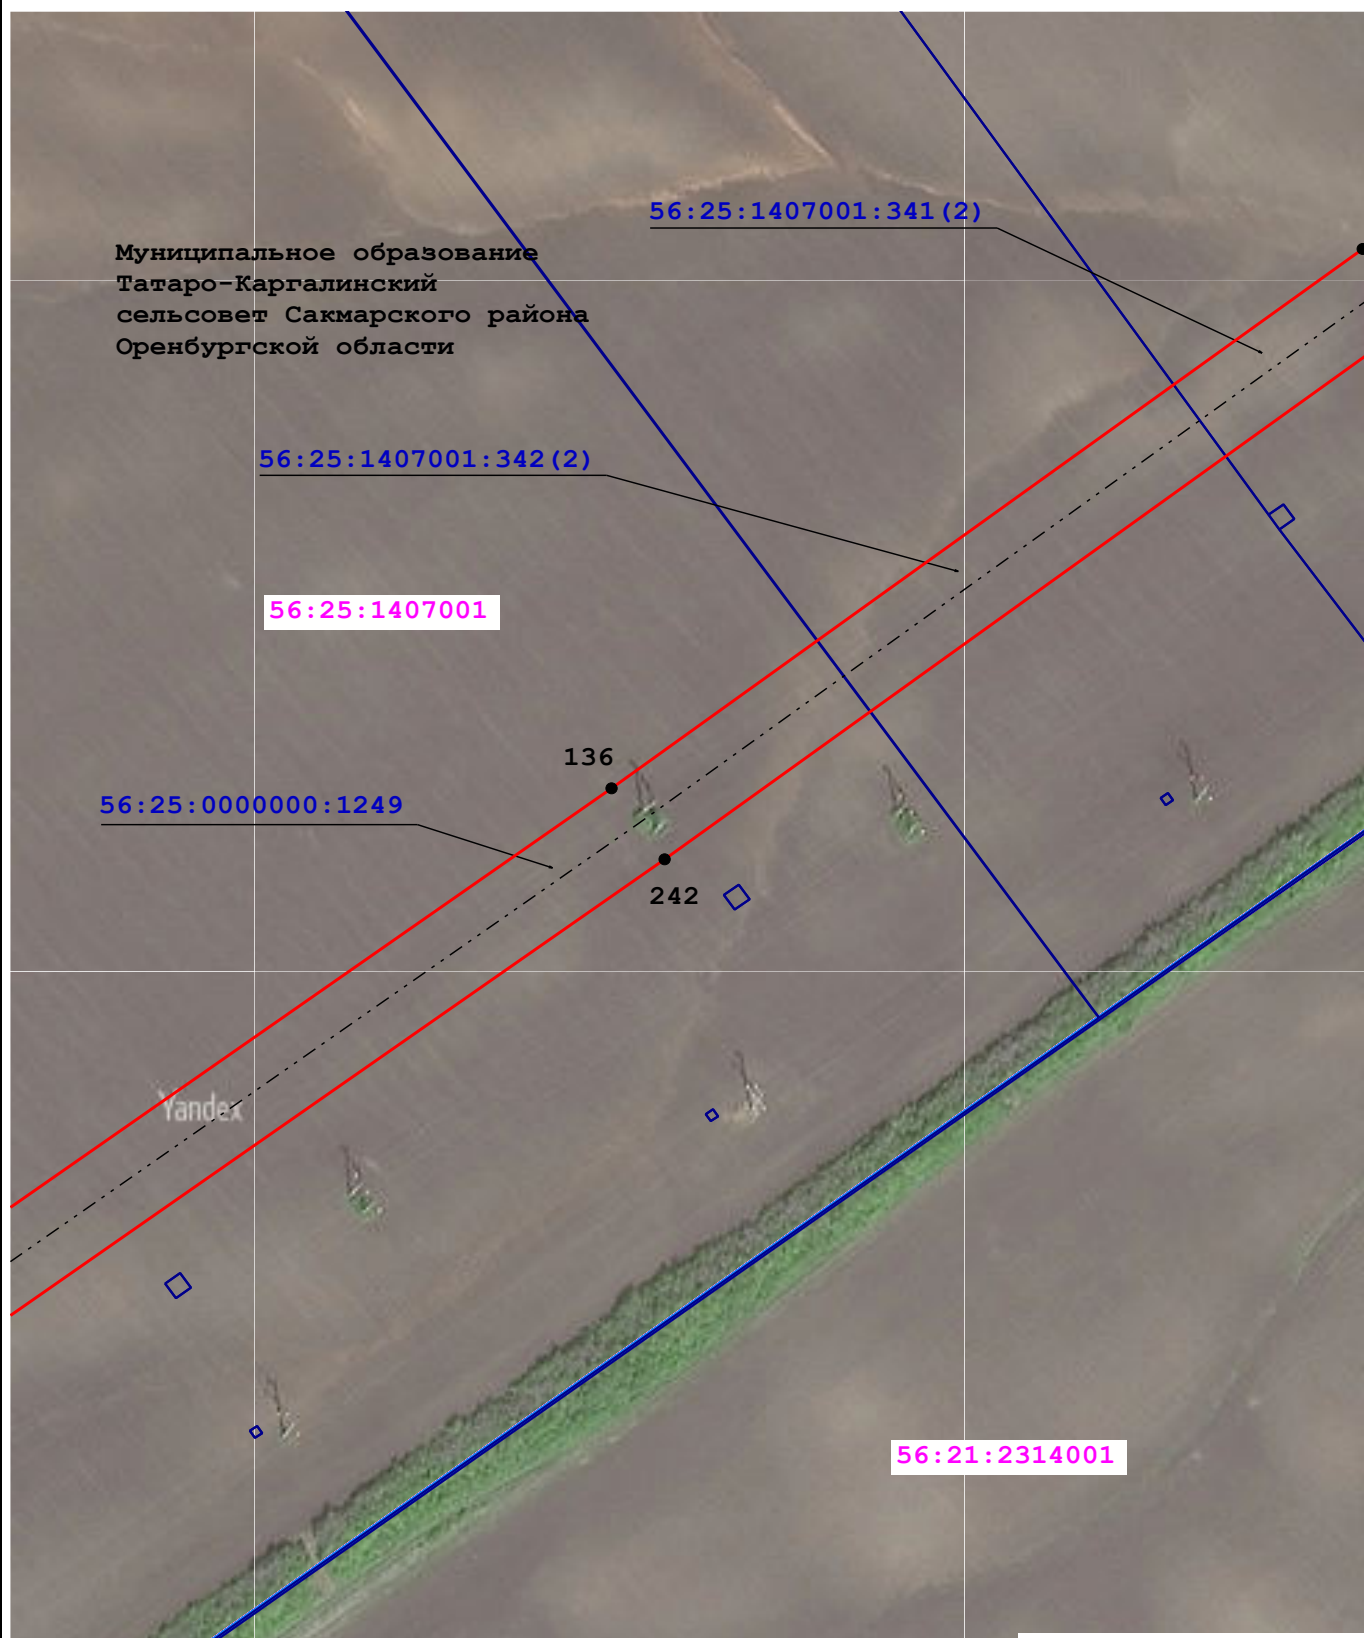 56:25:1407001:341(2)
Муниципальное образование
Татаро-Каргалинский
сельсовет Сакмарского района
Оренбургской области
56:25:1407001:342(2)
56:25:1407001
136
56:25:0000000:1249
242
Yandex
56:21:2314001